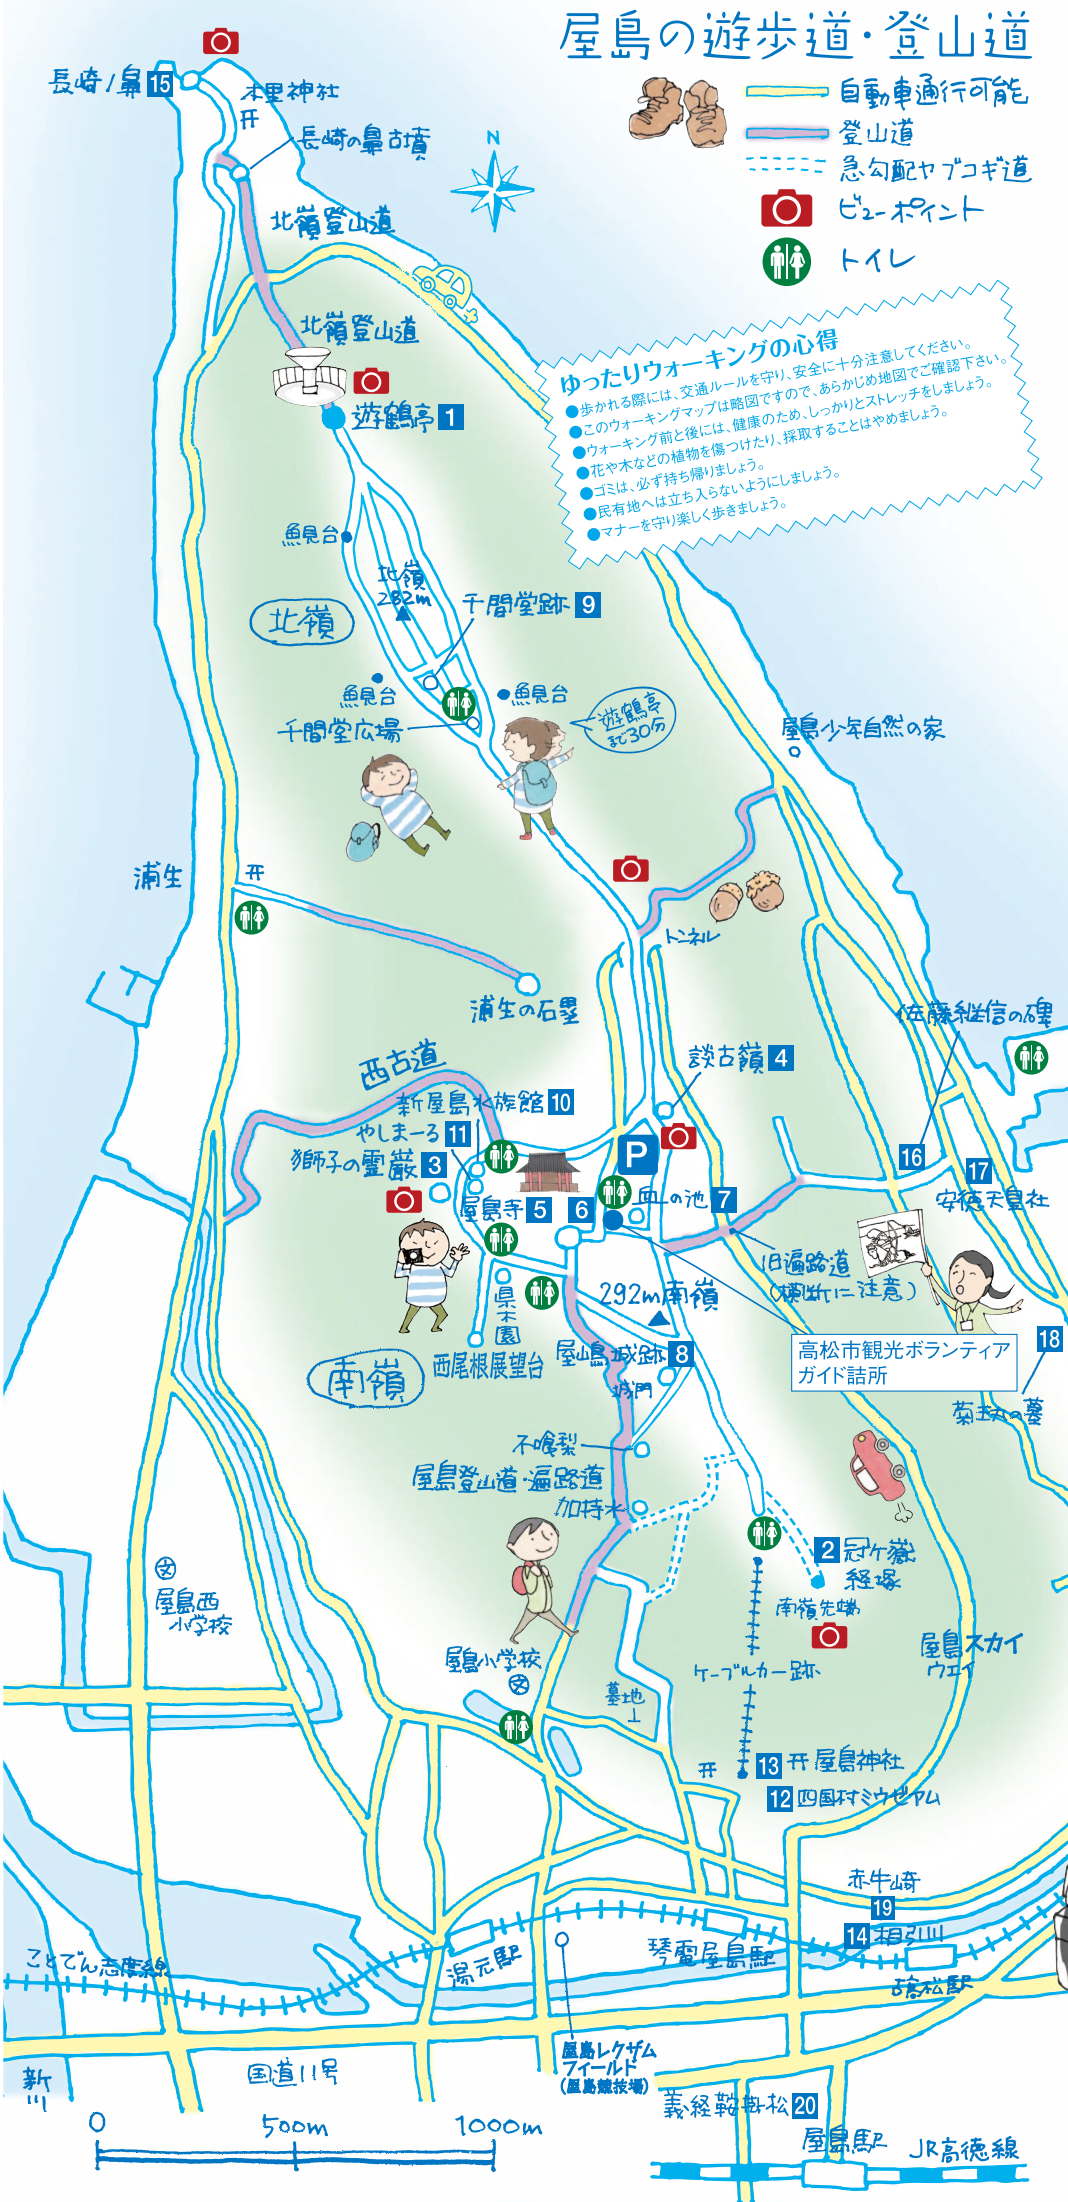 屋島の遊歩道・登山道
自動車通行可能
登山道
急勾配ヤブコギ道
ビューポイント
トイレ
N
長崎ノ鼻 15
木里神社
長崎の鼻古墳
北嶺登山道
北嶺登山道
遊鶴亭 1
ゆったりウォーキングの心得
●歩かれる際には、交通ルールを守り、安全に十分注意してください。
●このウォーキングマップは略図ですので、あらかじめ地図でご確認下さい。
●ウォーキング前と後には、健康のため、しっかりとストレッチをしましょう。
●花や木などの植物を傷つけたり、採取することはやめましょう。
●ゴミは、必ず持ち帰りましょう。
●民有地へは立ち入らないようにしましょう。
●マナーを守り楽しく歩きましょう。
魚見台
北嶺
282m
千間堂跡 9
北嶺
魚見台
魚見台
千間堂広場
遊鶴亭
まで30分
屋島少年自然の家
浦生
トンネル
浦生の石塁
佐藤継信の碑
西古道
談古嶺 4
新屋島水族館 10
やしまーる 11
獅子の霊巌 3
P
16
17
安徳天皇社
屋島寺 5
6
血の池 7
旧遍路道
(横断に注意)
県木園
292m南嶺
18
菊王丸の墓
高松市観光ボランティア
ガイド詰所
南嶺
西尾根展望台
屋嶋城跡 8
城門
不喰梨
屋島登山道・遍路道
加持水
2 冠ケ嶽
経塚
南嶺先端
屋島西
小学校
屋島小学校
文
文
屋島スカイ
ウェイ
ケーブルカー跡
墓地
13 屋島神社
12 四国村ミウゼアム
赤牛崎
19
14 相引川
ことでん志度線
潟元駅
琴電屋島駅
古高松駅
屋島レクザム
フィールド
(屋島競技場)
新川
国道11号
義経鞍掛松 20
屋島駅
JR高徳線
0 500m 1000m